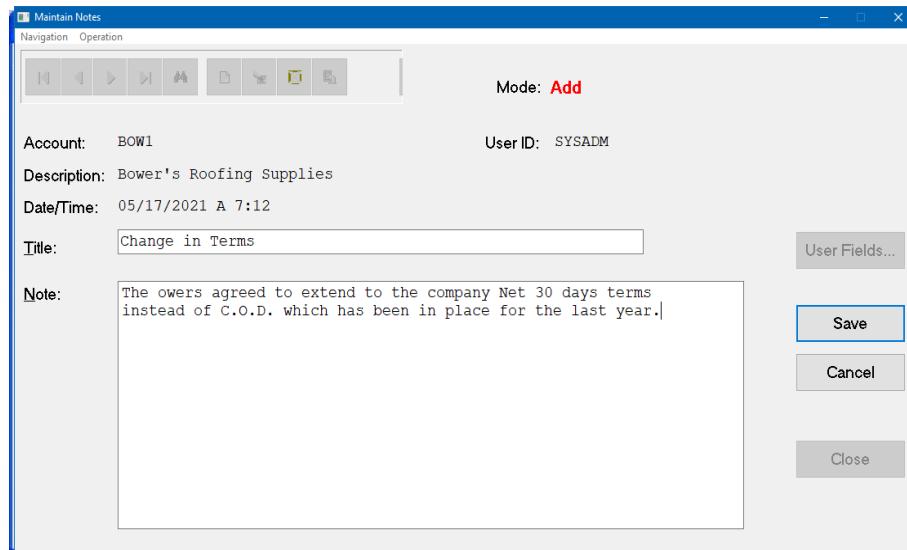 Maintain Notes
Navigation Operation
Mode: Add
Account: BOW1 User ID: SYSADM
Description: Bower's Roofing Supplies
Date/Time: 05/17/2021 A 7:12
Title: Change in Terms
User Fields...
Note: The owers agreed to extend to the company Net 30 days terms
instead of C.O.D. which has been in place for the last year.
Save
Cancel
Close